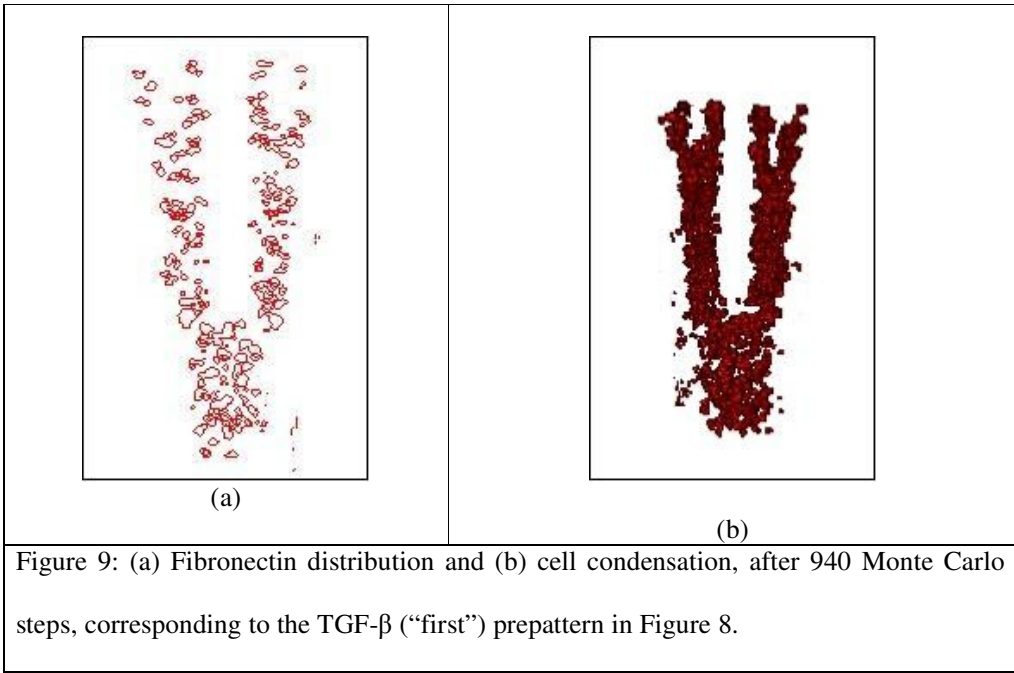 (a)
(b)
Figure 9: (a) Fibronectin distribution and (b) cell condensation, after 940 Monte Carlo
steps, corresponding to the TGF-β (“first”) prepattern in Figure 8.